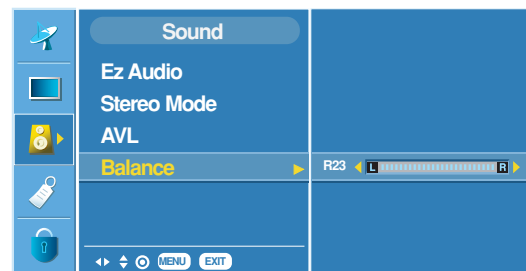 Sound
Ez Audio
Stereo Mode
AVL
Balance R23 L R
MENU EXIT